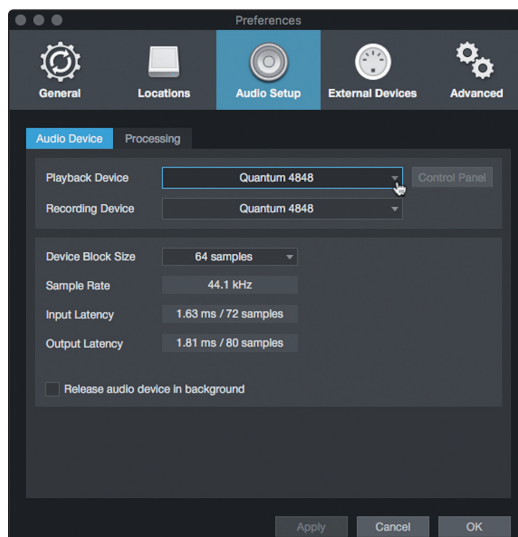 Preferences
General
Locations
Audio Setup
External Devices
Advanced
Audio Device
Processing
Playback Device
Quantum 4848
Control Panel
Recording Device
Quantum 4848
Device Block Size
64 samples
Sample Rate
44.1 kHz
Input Latency
1.63 ms / 72 samples
Output Latency
1.81 ms / 80 samples
Release audio device in background
Apply
Cancel
OK